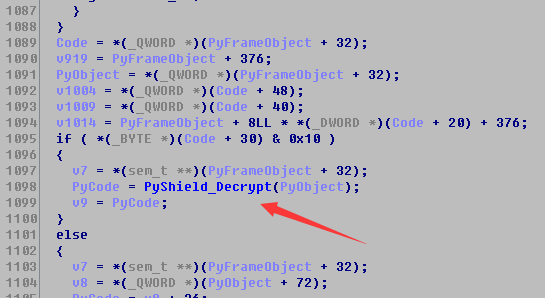 1087 }
1088 }
1089 Code = *(_QWORD *)(PyFrameObject + 32);
1090 v919 = PyFrameObject + 376;
1091 PyObject = *(_QWORD *)(PyFrameObject + 32);
1092 v1004 = *(_QWORD *)(Code + 48);
1093 v1009 = *(_QWORD *)(Code + 40);
1094 v1014 = PyFrameObject + 8LL * *(_DWORD *)(Code + 20) + 376;
1095 if ( *(_BYTE *)(Code + 30) & 0x10 )
1096 {
1097 v7 = *(sem_t **)(PyFrameObject + 32);
1098 PyCode = PyShield_Decrypt(PyObject);
1099 v9 = PyCode;
1100 }
1101 else
1102 {
1103 v7 = *(sem_t **)(PyFrameObject + 32);
1104 v8 = *(_QWORD *)(PyObject + 72);